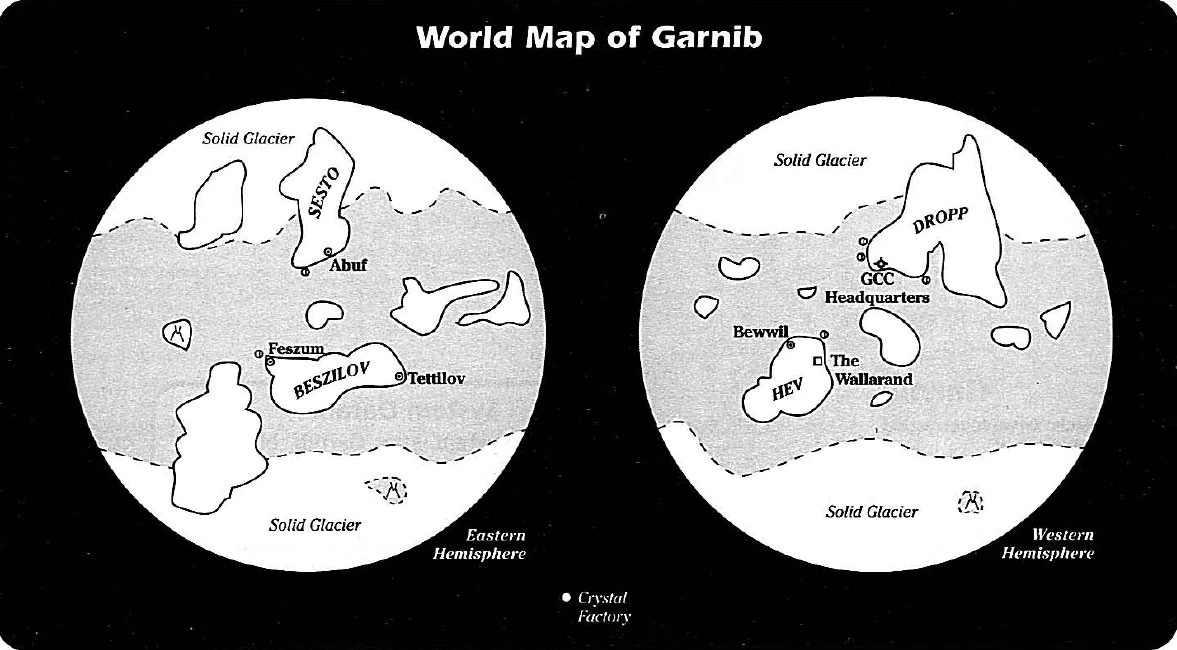 World Map of Garnib
Solid Glacier
SESTO
Abuf
Feszum
BESZILOV
Tettilov
Solid Glacier
Eastern
Hemisphere
Solid Glacier
DROPP
GCC
Headquarters
Bewwil
The
Wallarand
HEV
Solid Glacier
Western
Hemisphere
Crystal
Factory